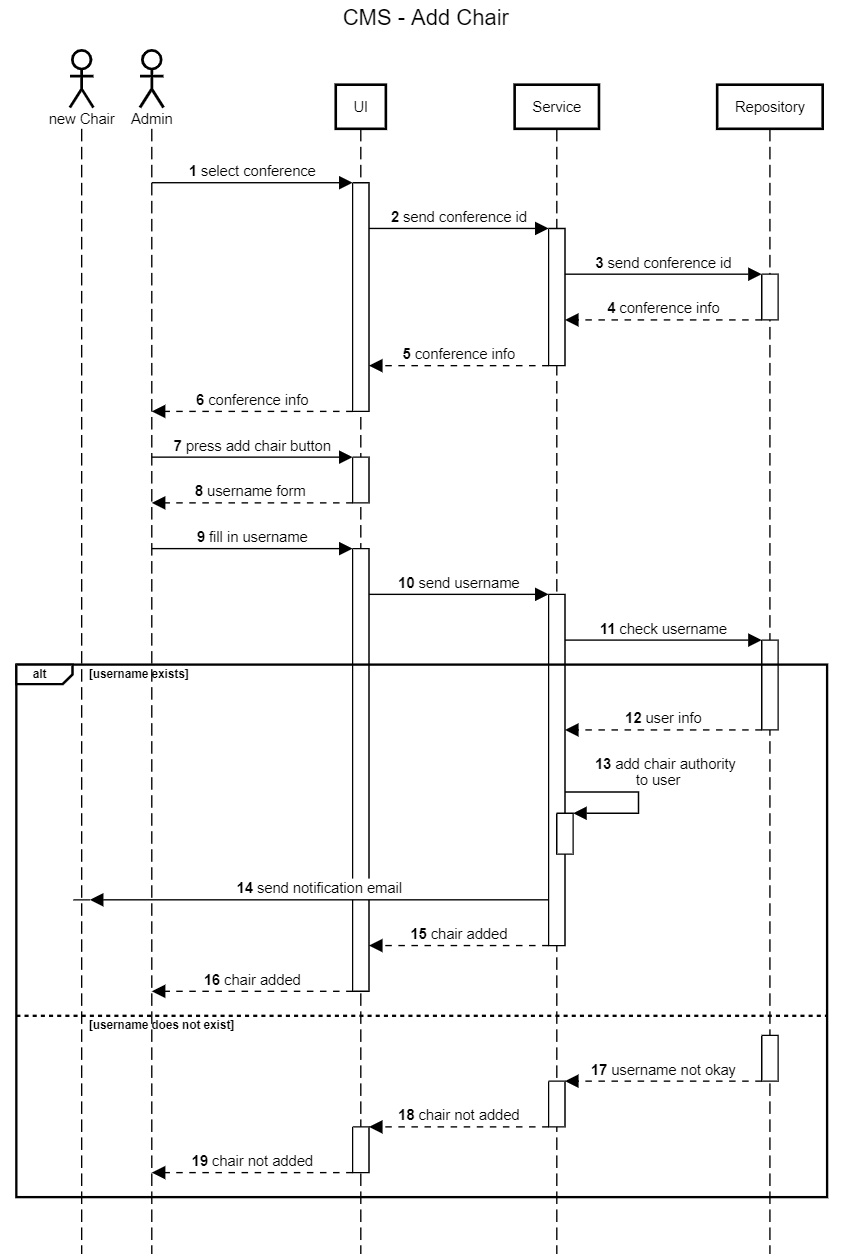 CMS - Add Chair
new Chair
Admin
UI
Service
Repository
1 select conference
2 send conference id
3 send conference id
4 conference info
5 conference info
6 conference info
7 press add chair button
8 username form
9 fill in username
10 send username
11 check username
alt
[username exists]
12 user info
13 add chair authority
to user
14 send notification email
15 chair added
16 chair added
[username does not exist]
17 username not okay
18 chair not added
19 chair not added